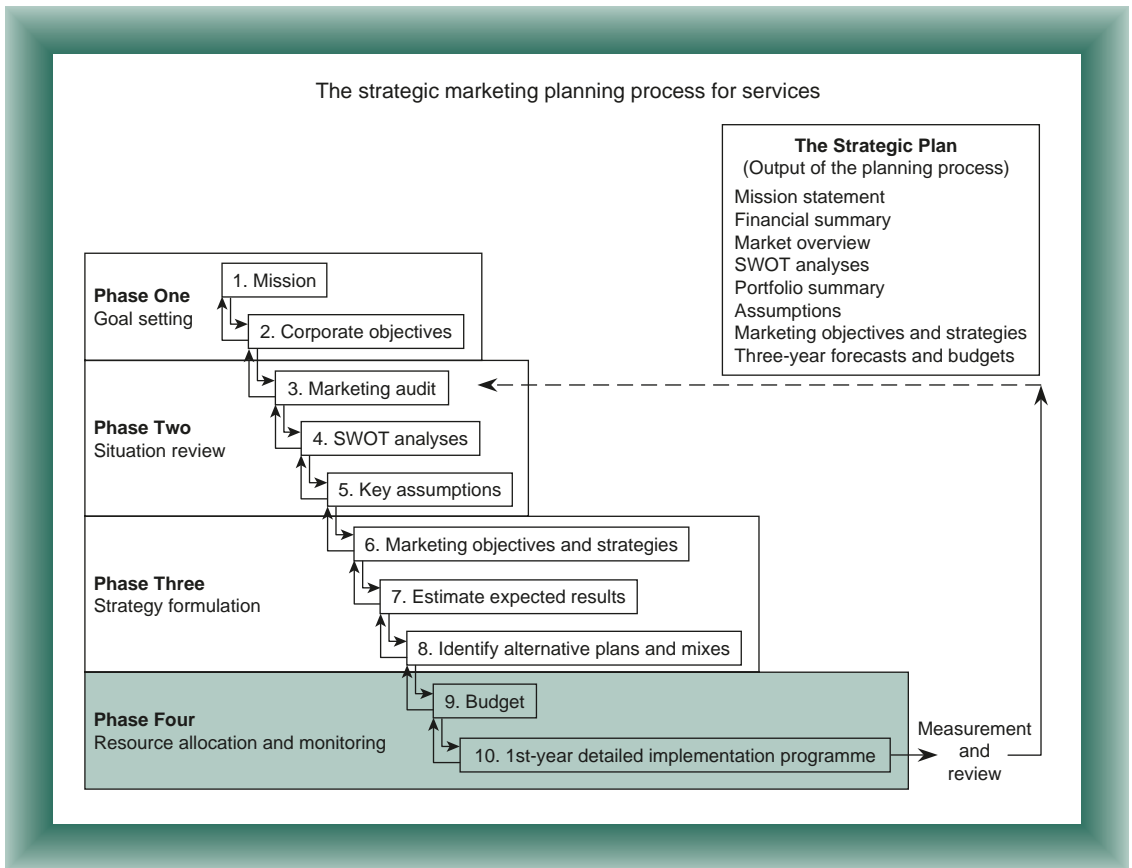 The strategic marketing planning process for services
The Strategic Plan
(Output of the planning process)
Mission statement
Financial summary
Market overview
SWOT analyses
Portfolio summary
Assumptions
Marketing objectives and strategies
Three-year forecasts and budgets
Phase One
Goal setting
1. Mission
2. Corporate objectives
Phase Two
Situation review
3. Marketing audit
4. SWOT analyses
5. Key assumptions
Phase Three
Strategy formulation
6. Marketing objectives and strategies
7. Estimate expected results
8. Identify alternative plans and mixes
Phase Four
Resource allocation and monitoring
9. Budget
10. 1st-year detailed implementation programme
Measurement
and
review